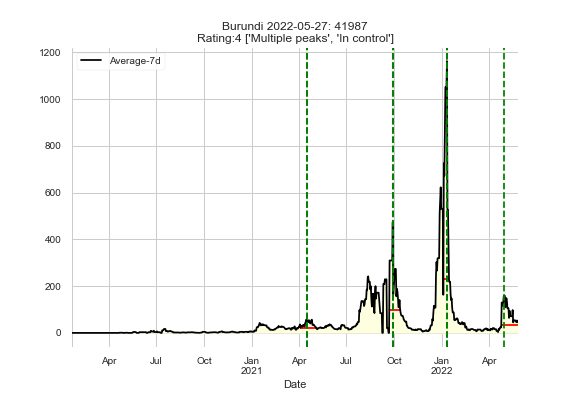 Burundi 2022-05-27: 41987
Rating:4 ['Multiple peaks', 'In control']
Average-7d
1200
1000
800
600
400
200
0
Apr Jul Oct Jan Apr Jul Oct Jan Apr
2021 2022
Date